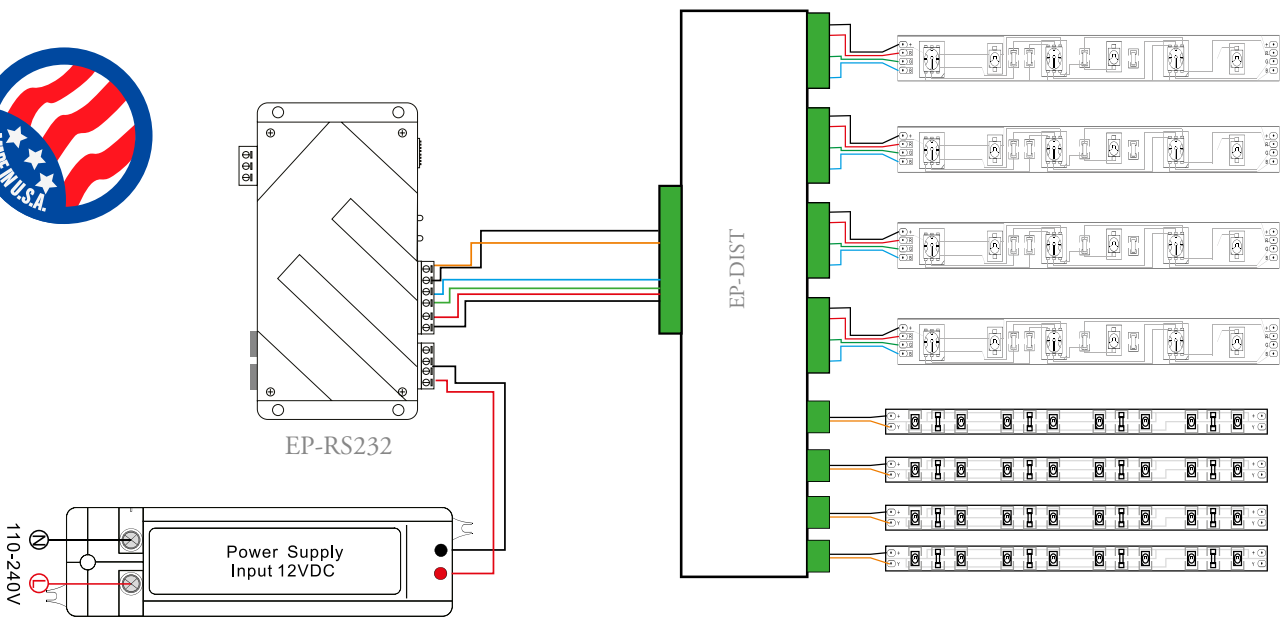 MADE IN U.S.A.
EP-RS232
EP-DIST
Power Supply
Input 12VDC
N
L
110-240V
+
R
G
B
+
R
G
B
+
R
G
B
+
R
G
B
+
Y
+
Y
+
Y
+
Y
+
Y
+
Y
+
Y
+
Y